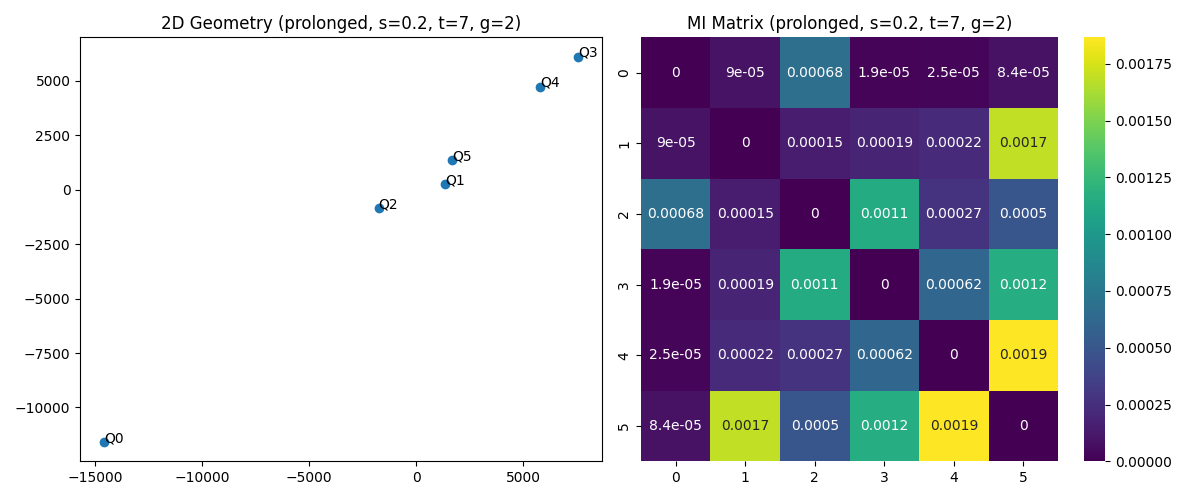 2D Geometry (prolonged, s=0.2, t=7, g=2)
5000
2500
0
−2500
−5000
−7500
−10000
−15000 −10000 −5000 0 5000
Q3
Q4
Q5
Q1
Q2
Q0
MI Matrix (prolonged, s=0.2, t=7, g=2)
0 0 9e-05 0.00068 1.9e-05 2.5e-05 8.4e-05
1 9e-05 0 0.00015 0.00019 0.00022 0.0017
2 0.00068 0.00015 0 0.0011 0.00027 0.0005
3 1.9e-05 0.00019 0.0011 0 0.00062 0.0012
4 2.5e-05 0.00022 0.00027 0.00062 0 0.0019
5 8.4e-05 0.0017 0.0005 0.0012 0.0019 0
0 1 2 3 4 5
0.00175
0.00150
0.00125
0.00100
0.00075
0.00050
0.00025
0.00000